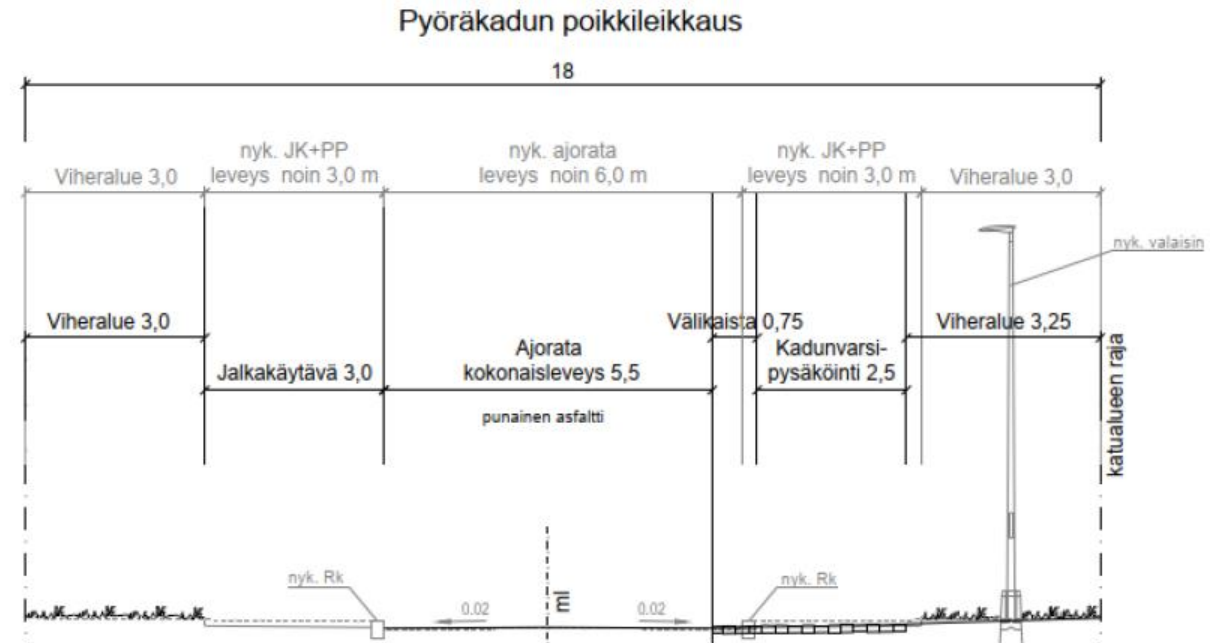 Pyöräkadun poikkileikkaus
18
Viheralue 3,0
nyk. JK+PP
leveys noin 3,0 m
nyk. ajorata
leveys noin 6,0 m
nyk. JK+PP
leveys noin 3,0 m
Viheralue 3,0
nyk. valaisin
Viheralue 3,0
Jalkakäytävä 3,0
Ajorata
kokonaisleveys 5,5
punainen asfaltti
Välikaista 0,75
Kadunvarsi-
pysäköinti 2,5
Viheralue 3,25
katualueen raja
nyk. Rk
0.02
ml
0.02
nyk. Rk